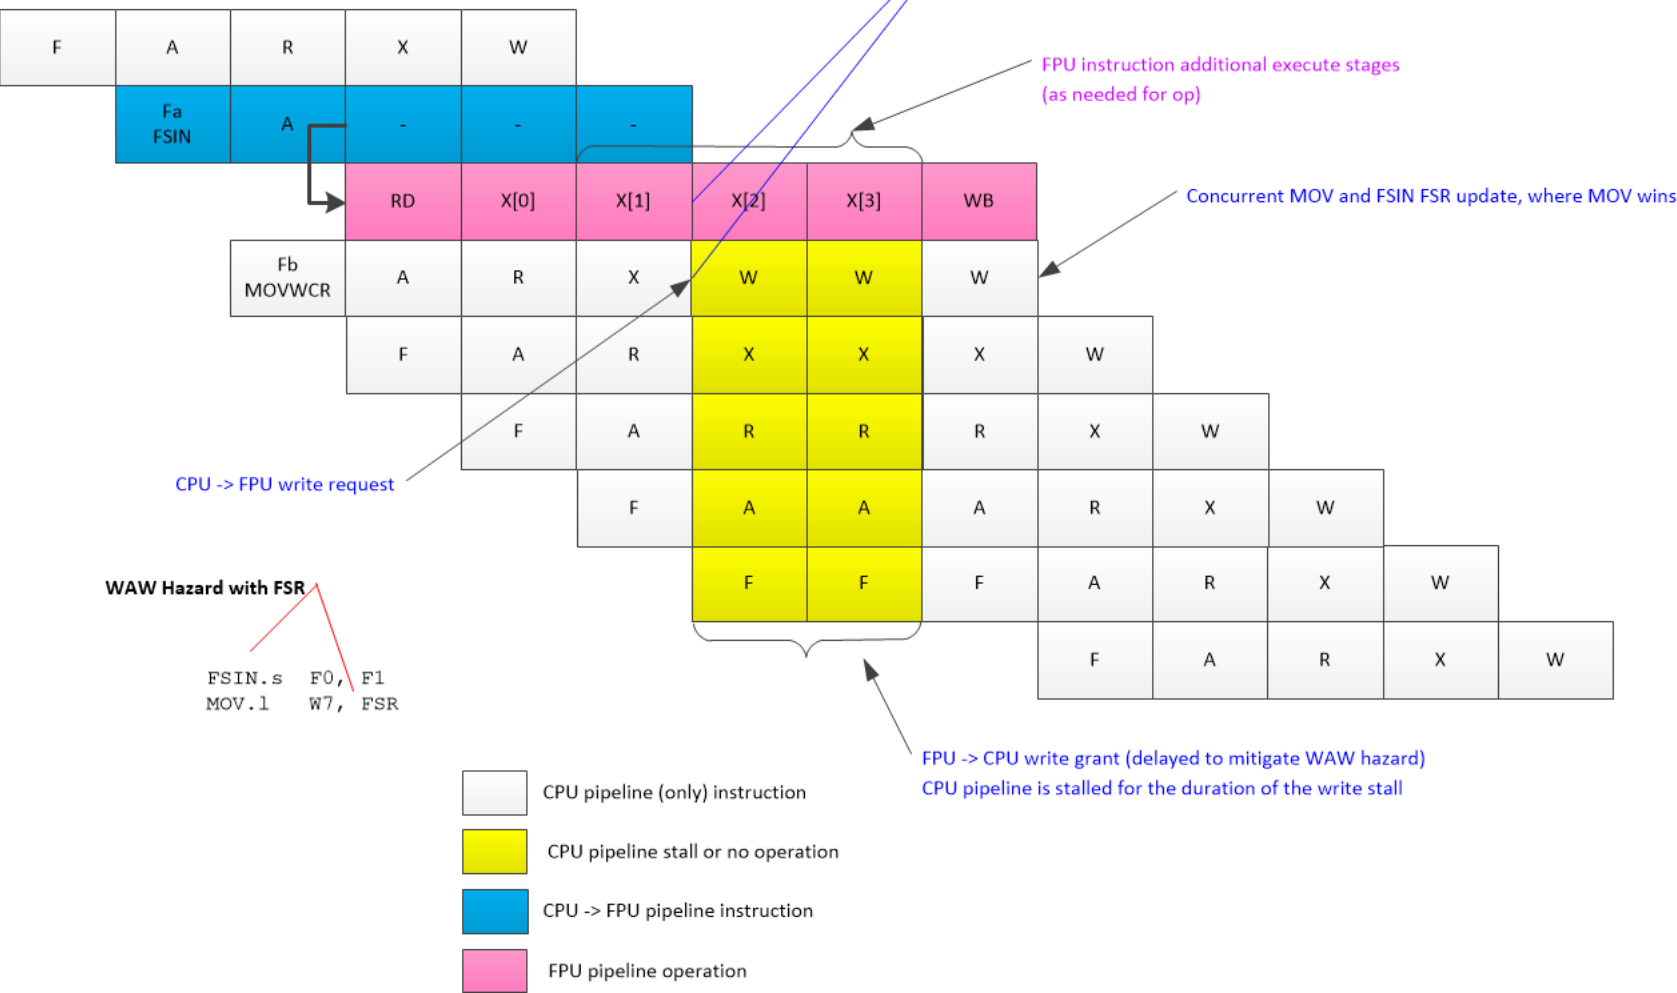 F A R X W
FPU instruction additional execute stages
(as needed for op)
Fa
FSIN A - - -
RD X[0] X[1] X[2] X[3] WB
Concurrent MOV and FSIN FSR update, where MOV wins
Fb
MOVWCR A R X W W W
F A R X X X W
F A R R R X W
CPU -> FPU write request
F A A A R X W
F F F A R X W
WAW Hazard with FSR
F A R X W
FSIN.s F0, F1
MOV.l W7, FSR
FPU -> CPU write grant (delayed to mitigate WAW hazard)
CPU pipeline is stalled for the duration of the write stall
CPU pipeline (only) instruction
CPU pipeline stall or no operation
CPU -> FPU pipeline instruction
FPU pipeline operation